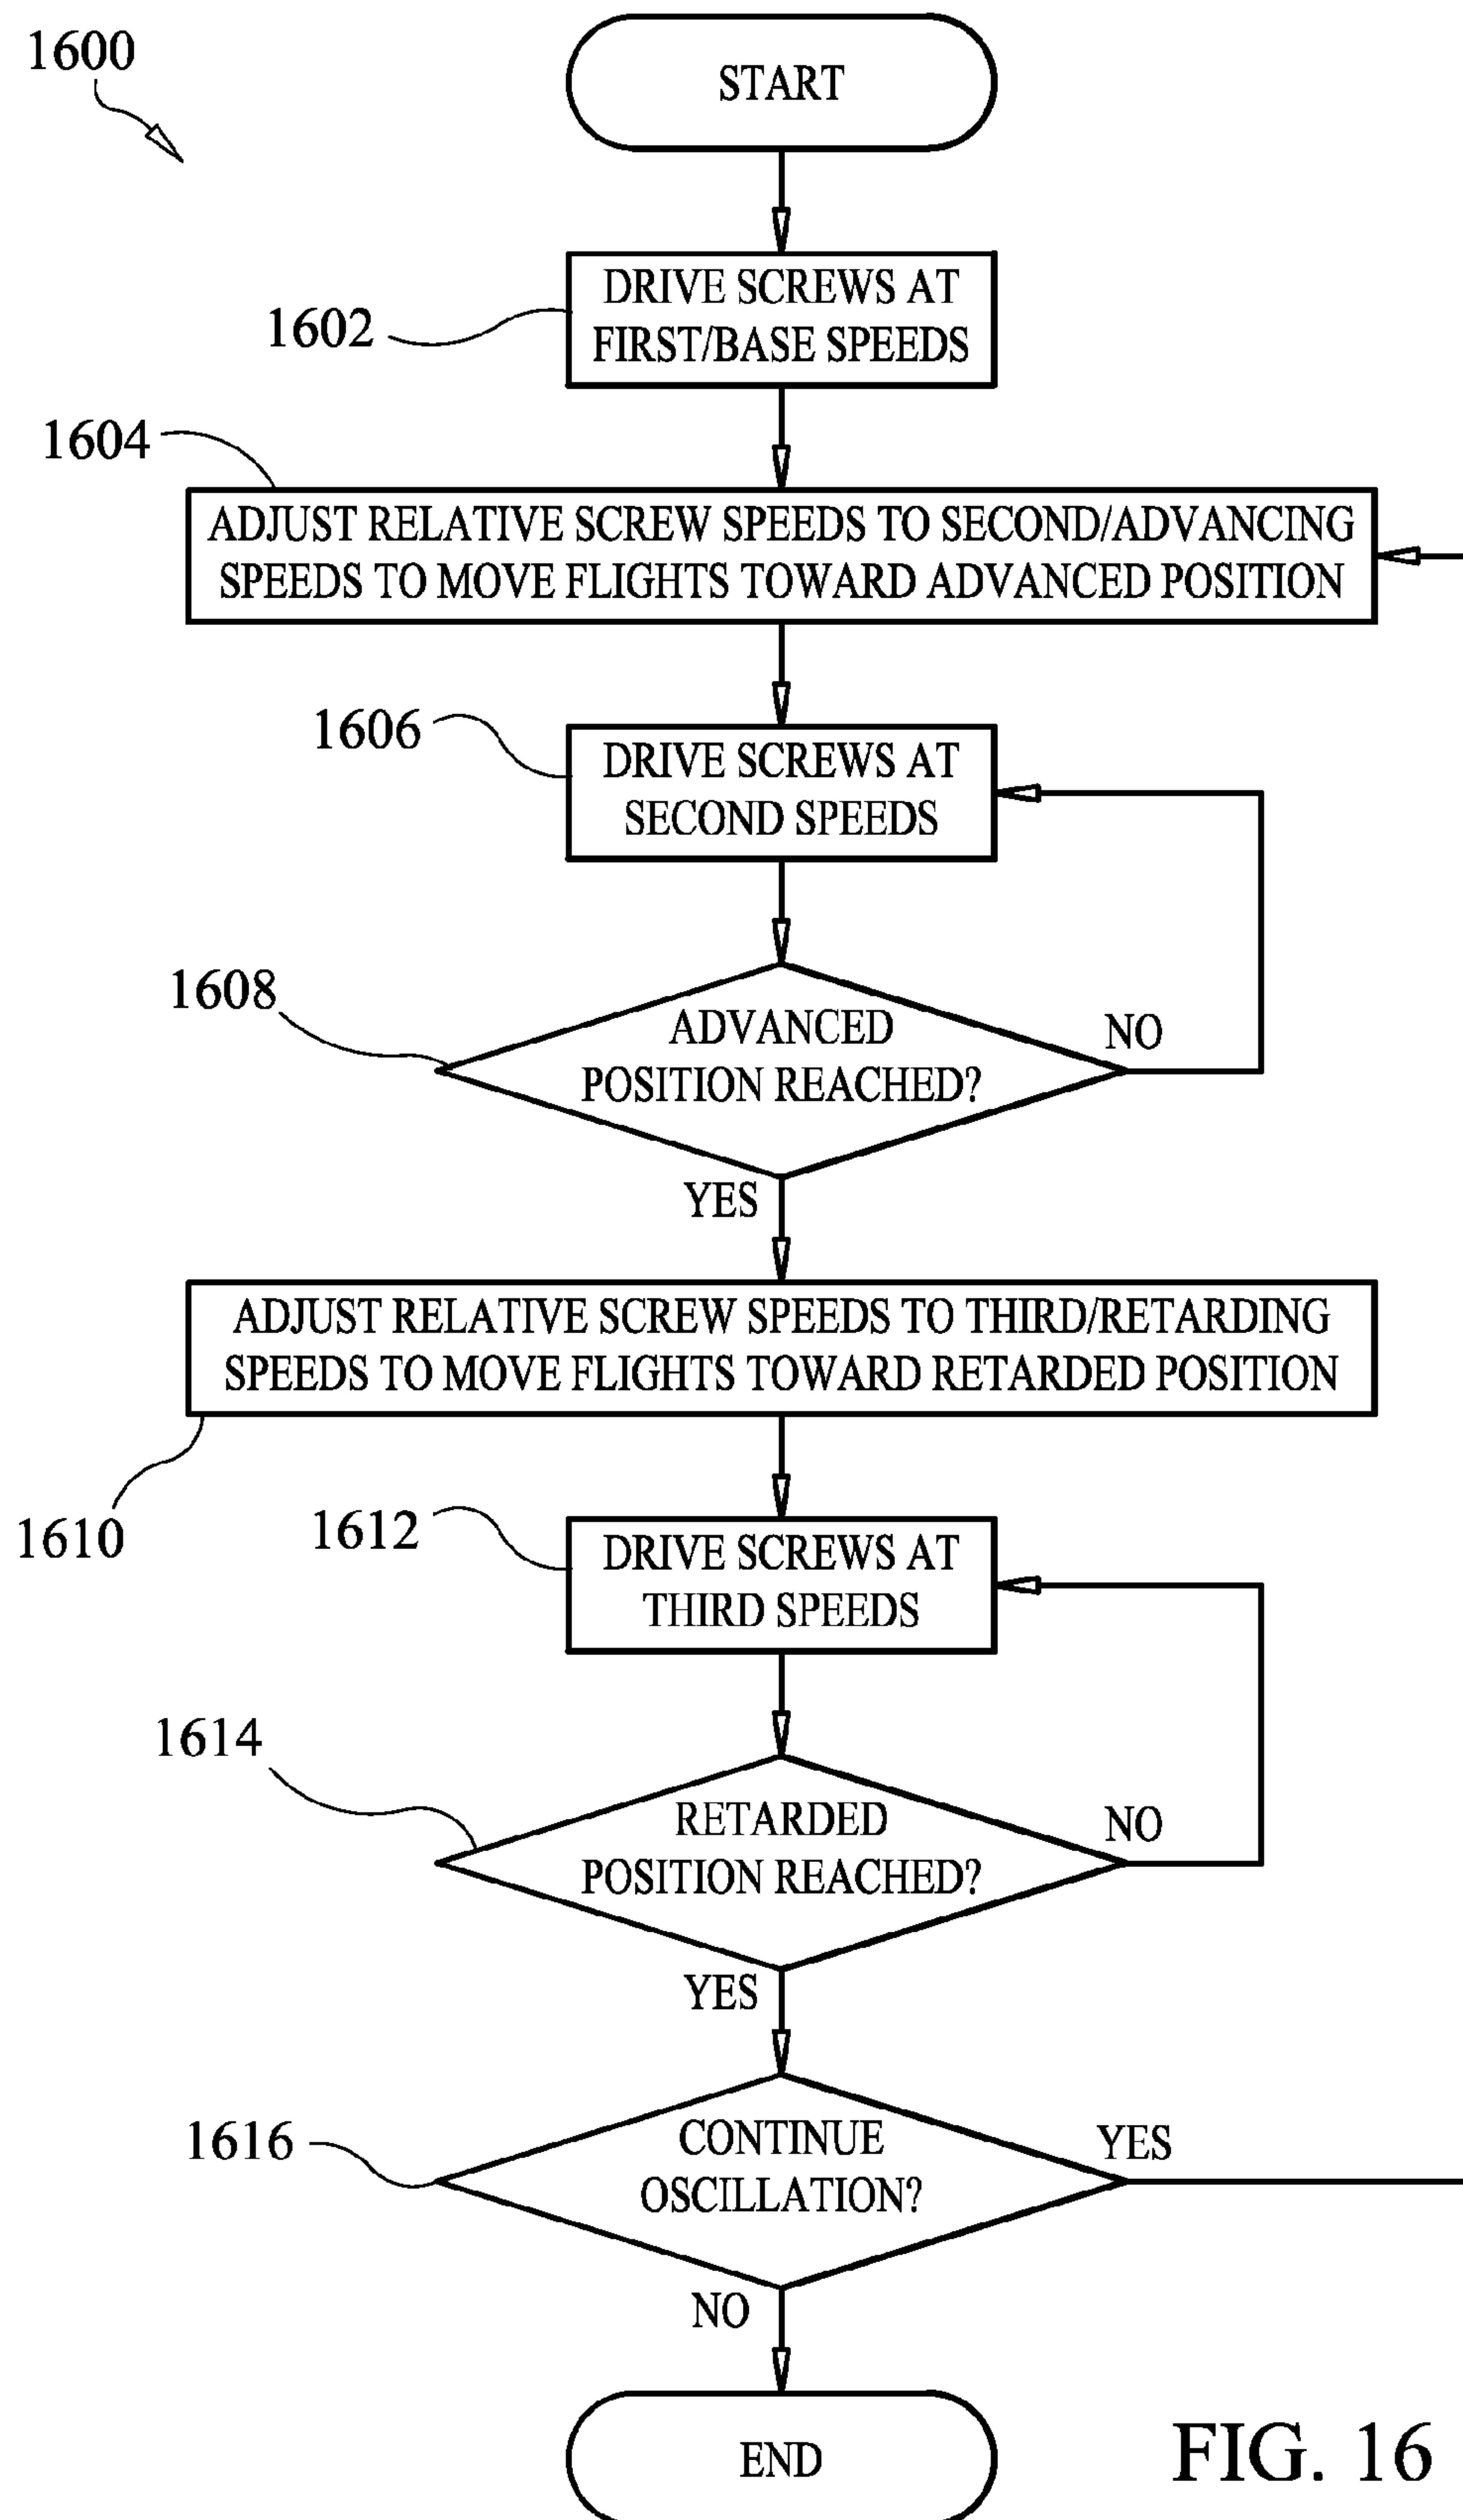 1600
START
DRIVE SCREWS AT
FIRST/BASE SPEEDS
1602
1604
ADJUST RELATIVE SCREW SPEEDS TO SECOND/ADVANCING
SPEEDS TO MOVE FLIGHTS TOWARD ADVANCED POSITION
1606
DRIVE SCREWS AT
SECOND SPEEDS
1608
ADVANCED
POSITION REACHED?
NO
YES
ADJUST RELATIVE SCREW SPEEDS TO THIRD/RETARDING
SPEEDS TO MOVE FLIGHTS TOWARD RETARDED POSITION
1610
1612
DRIVE SCREWS AT
THIRD SPEEDS
1614
RETARDED
POSITION REACHED?
NO
YES
1616
CONTINUE
OSCILLATION?
YES
NO
END
FIG. 16